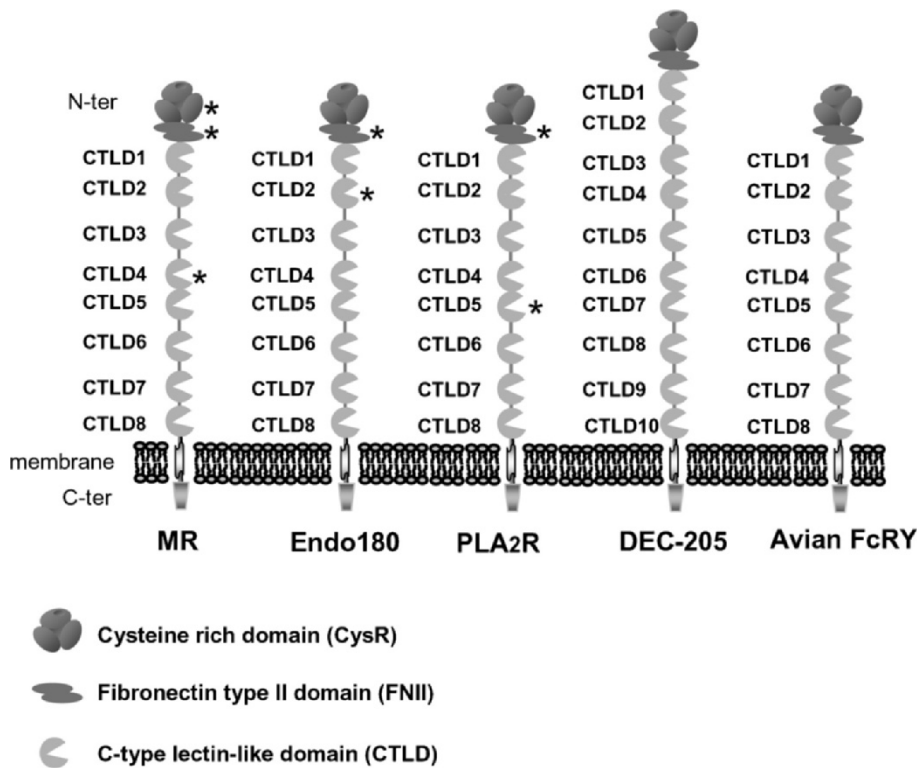 N-ter
*
*
CTLD1 CTLD2 CTLD3 CTLD4 * CTLD5 CTLD6 CTLD7 CTLD8
CTLD1 * CTLD2 * CTLD3 CTLD4 CTLD5 CTLD6 CTLD7 CTLD8
CTLD1 * CTLD2 CTLD3 CTLD4 CTLD5 * CTLD6 CTLD7 CTLD8
CTLD1 CTLD2 CTLD3 CTLD4 CTLD5 CTLD6 CTLD7 CTLD8 CTLD9 CTLD10
CTLD1 CTLD2 CTLD3 CTLD4 CTLD5 CTLD6 CTLD7 CTLD8
membrane
C-ter
MR Endo180 PLA2R DEC-205 Avian FcRY
Cysteine rich domain (CysR)
Fibronectin type II domain (FNII)
C-type lectin-like domain (CTLD)